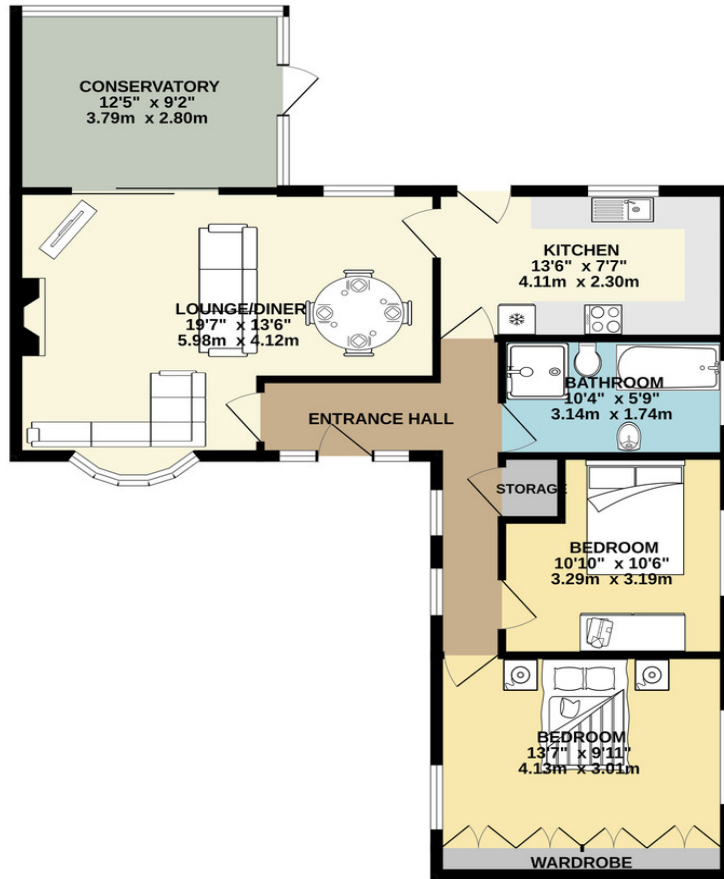 CONSERVATORY
12'5" x 9'2"
3.79m x 2.80m
KITCHEN
13'6" x 7'7"
4.11m x 2.30m
LOUNGE/DINER
19'7" x 13'6"
5.98m x 4.12m
BATHROOM
10'4" x 5'9"
3.14m x 1.74m
ENTRANCE HALL
STORAGE
BEDROOM
10'10" x 10'6"
3.29m x 3.19m
BEDROOM
13'7" x 9'11"
4.13m x 3.01m
WARDROBE